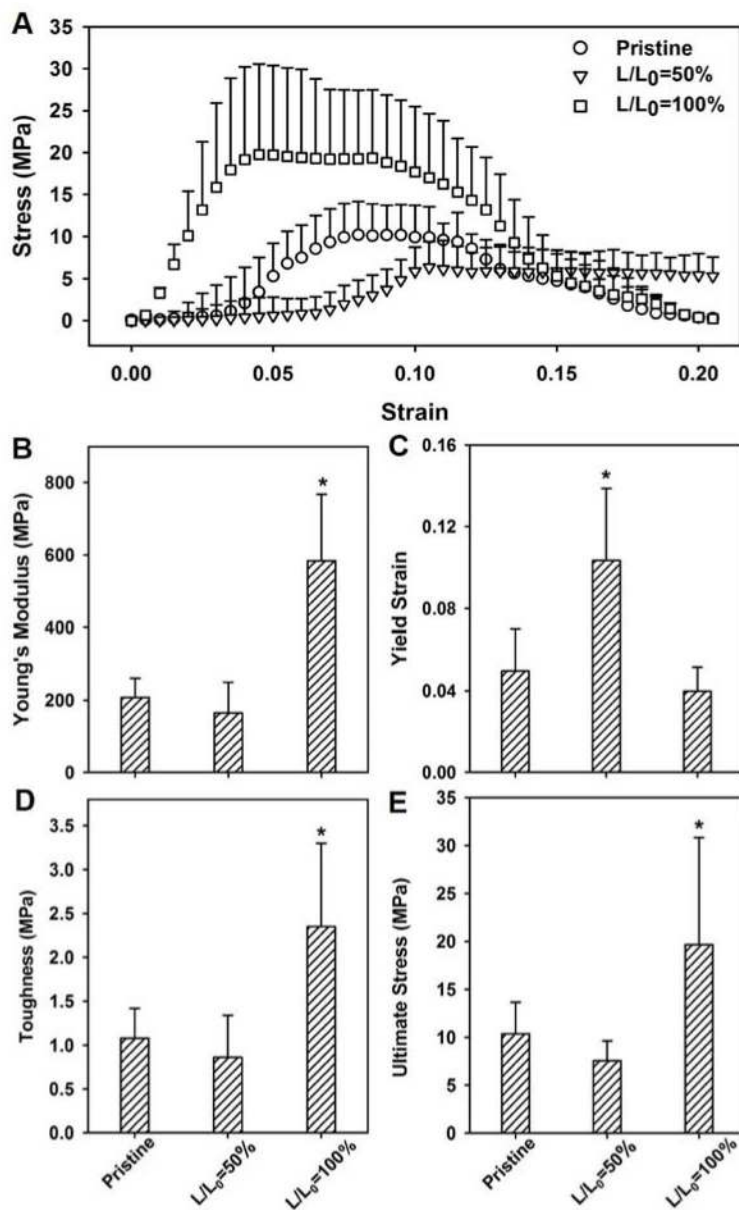 A
35
30
25
20
15
10
5
0
Stress (MPa)
Pristine
L/L₀=50%
L/L₀=100%
0.00 0.05 0.10 0.15 0.20
Strain
B
800
600
400
200
0
Young's Modulus (MPa)
*
C
0.16
0.12
0.08
0.04
0.00
Yield Strain
*
D
3.5
3.0
2.5
2.0
1.5
1.0
0.5
0.0
Toughness (MPa)
*
Pristine L/L₀=50% L/L₀=100%
E
35
30
25
20
15
10
5
0
Ultimate Stress (MPa)
*
Pristine L/L₀=50% L/L₀=100%